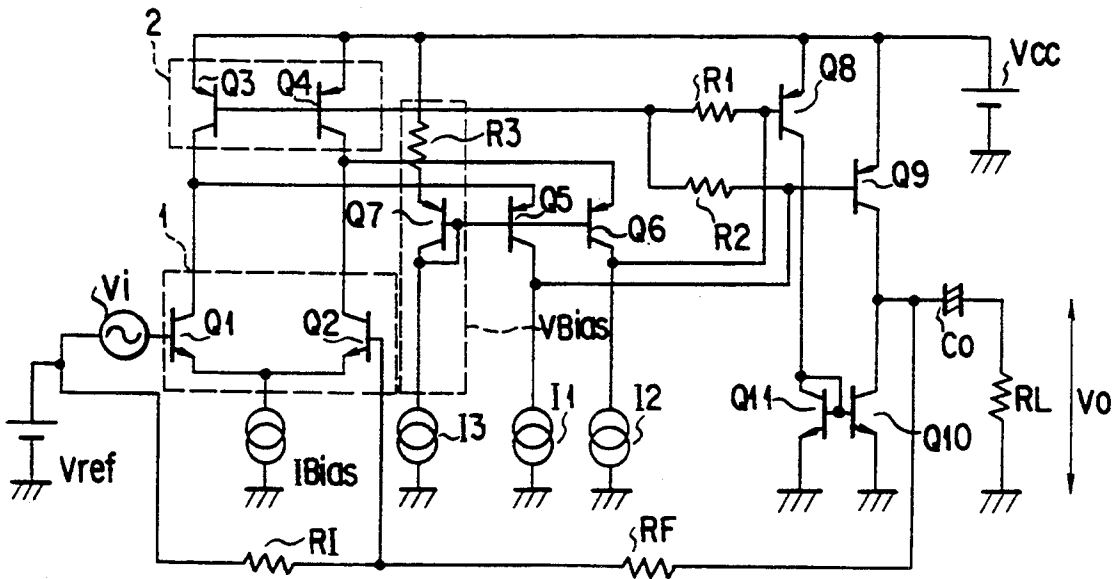 2
Q3
Q4
R3
R1
Q8
VCC
Q9
R2
Q7
Q5
Q6
1
Vi
Q1
Q2
VBias
Co
RL
Vo
Q11
Q10
I3
I1
I2
Vref
IBias
RI
RF